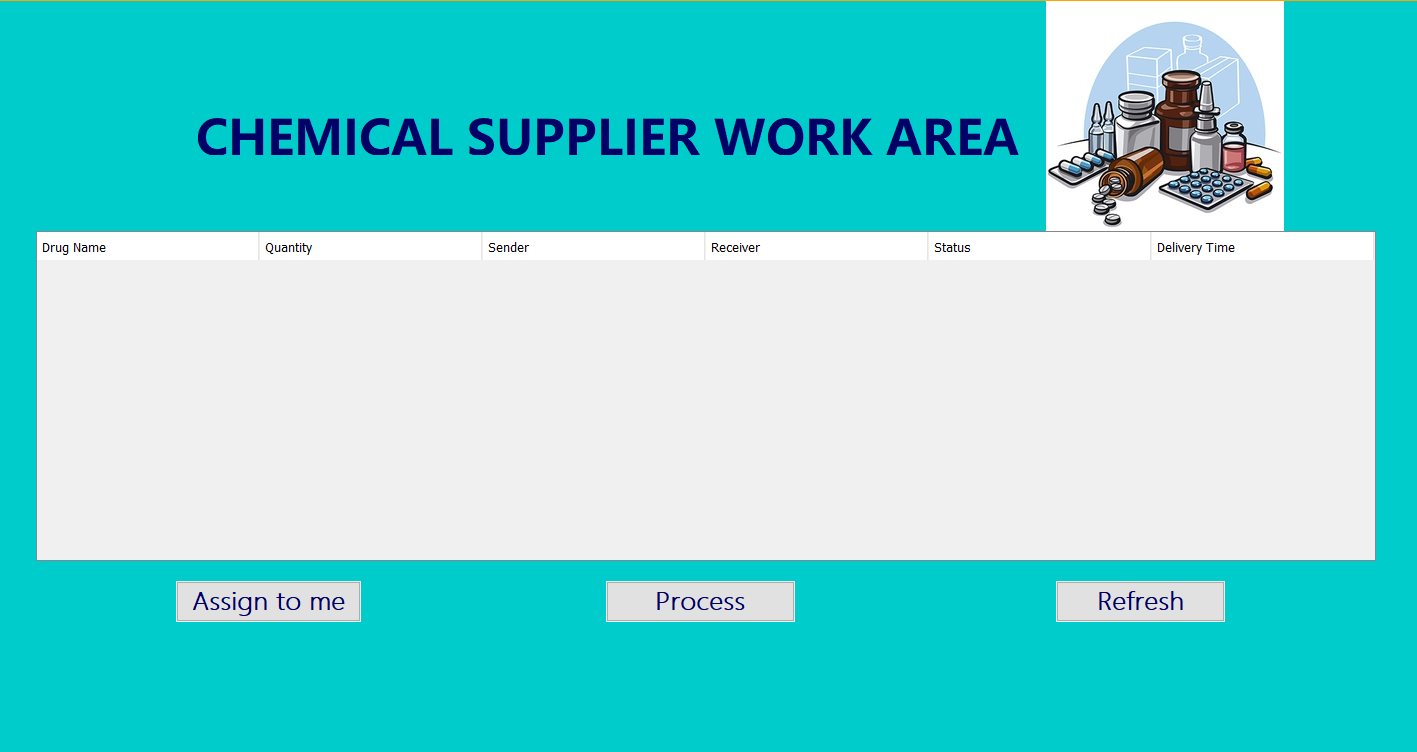 CHEMICAL SUPPLIER WORK AREA
Drug Name Quantity Sender Receiver Status Delivery Time
Assign to me Process Refresh